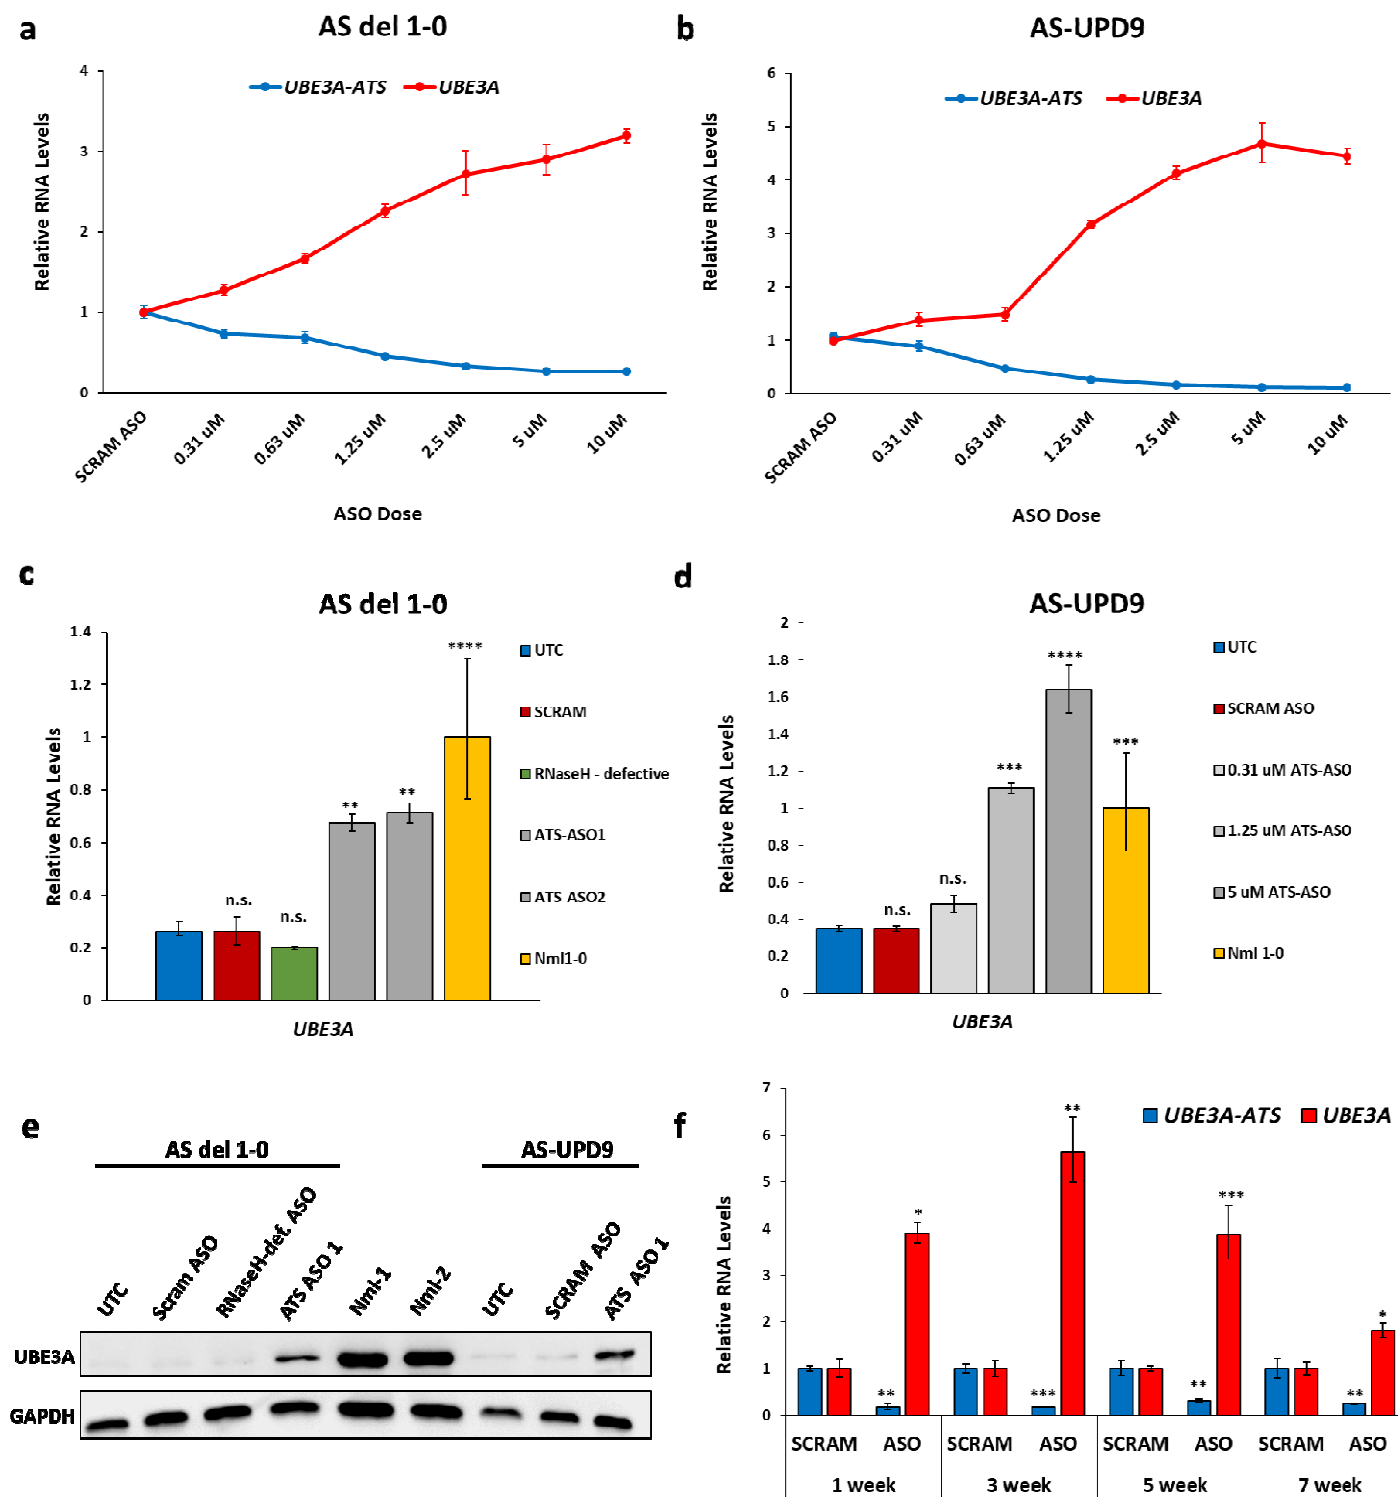 a
AS del 1-0
UBE3A-ATS UBE3A
Relative RNA Levels
4
3
2
1
0
SCRAM ASO
0.31 uM
0.63 uM
1.25 uM
2.5 uM
5 uM
10 uM
ASO Dose
b
AS-UPD9
UBE3A-ATS UBE3A
Relative RNA Levels
6
5
4
3
2
1
0
SCRAM ASO
0.31 uM
0.63 uM
1.25 uM
2.5 uM
5 uM
10 uM
ASO Dose
c
AS del 1-0
Relative RNA Levels
1.4
1.2
1
0.8
0.6
0.4
0.2
0
n.s.
n.s.
**
**
****
UBE3A
UTC
SCRAM
RNaseH - defective
ATS-ASO1
ATS ASO2
Nml1-0
d
AS-UPD9
Relative RNA Levels
2
1.8
1.6
1.4
1.2
1
0.8
0.6
0.4
0.2
0
n.s.
n.s.
***
****
***
UBE3A
UTC
SCRAM ASO
0.31 uM ATS-ASO
1.25 uM ATS-ASO
5 uM ATS-ASO
Nml 1-0
e
AS del 1-0
AS-UPD9
UTC
Scram ASO
RNaseH-def. ASO
ATS ASO 1
Nml-1
Nml-2
UTC
SCRAM ASO
ATS ASO 1
UBE3A
GAPDH
f
UBE3A-ATS UBE3A
Relative RNA Levels
7
6
5
4
3
2
1
0
**
*
***
**
**
***
**
*
SCRAM ASO SCRAM ASO SCRAM ASO SCRAM ASO
1 week 3 week 5 week 7 week